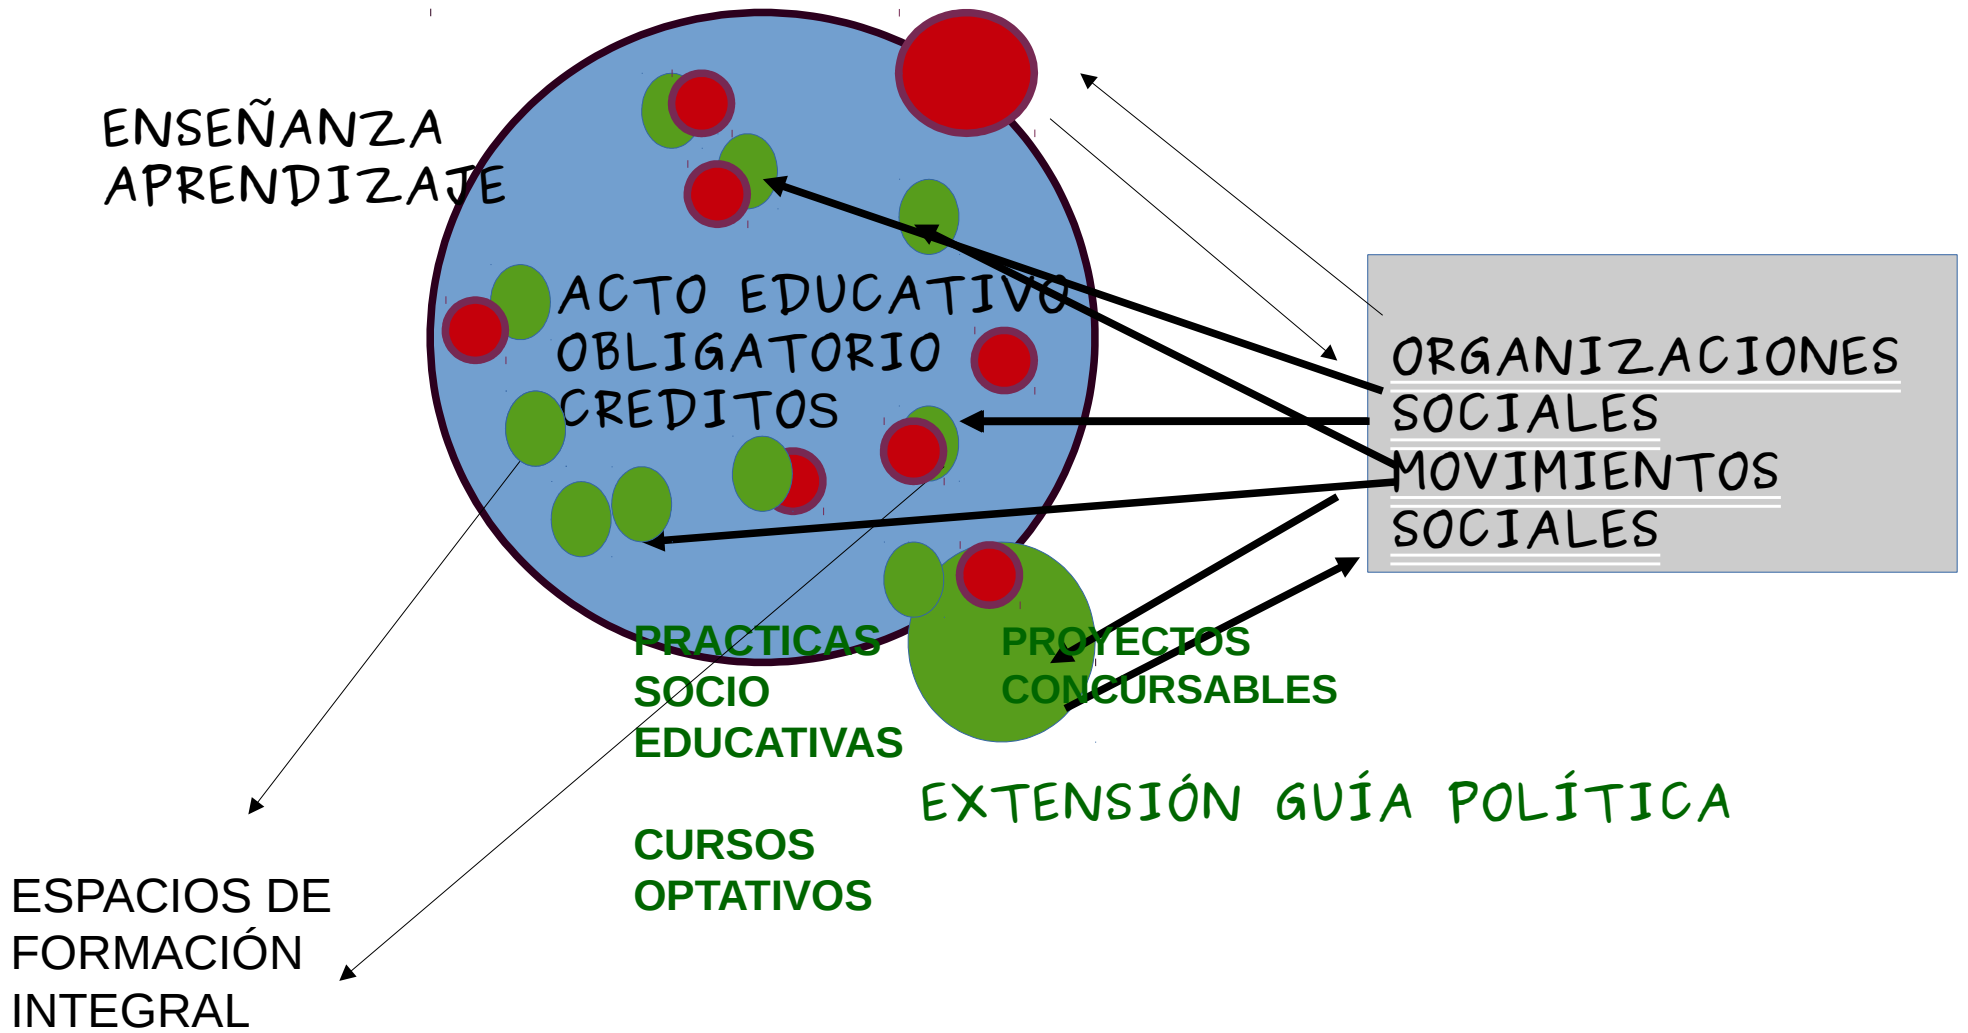 ENSEÑANZA
APRENDIZAJE
ACTO EDUCATIVO
OBLIGATORIO
CREDITOS
ORGANIZACIONES
SOCIALES
MOVIMIENTOS
SOCIALES
PRACTICAS
SOCIO
EDUCATIVAS
CURSOS
OPTATIVOS
PROYECTOS
CONCURSABLES
EXTENSIÓN GUÍA POLÍTICA
ESPACIOS DE
FORMACIÓN
INTEGRAL